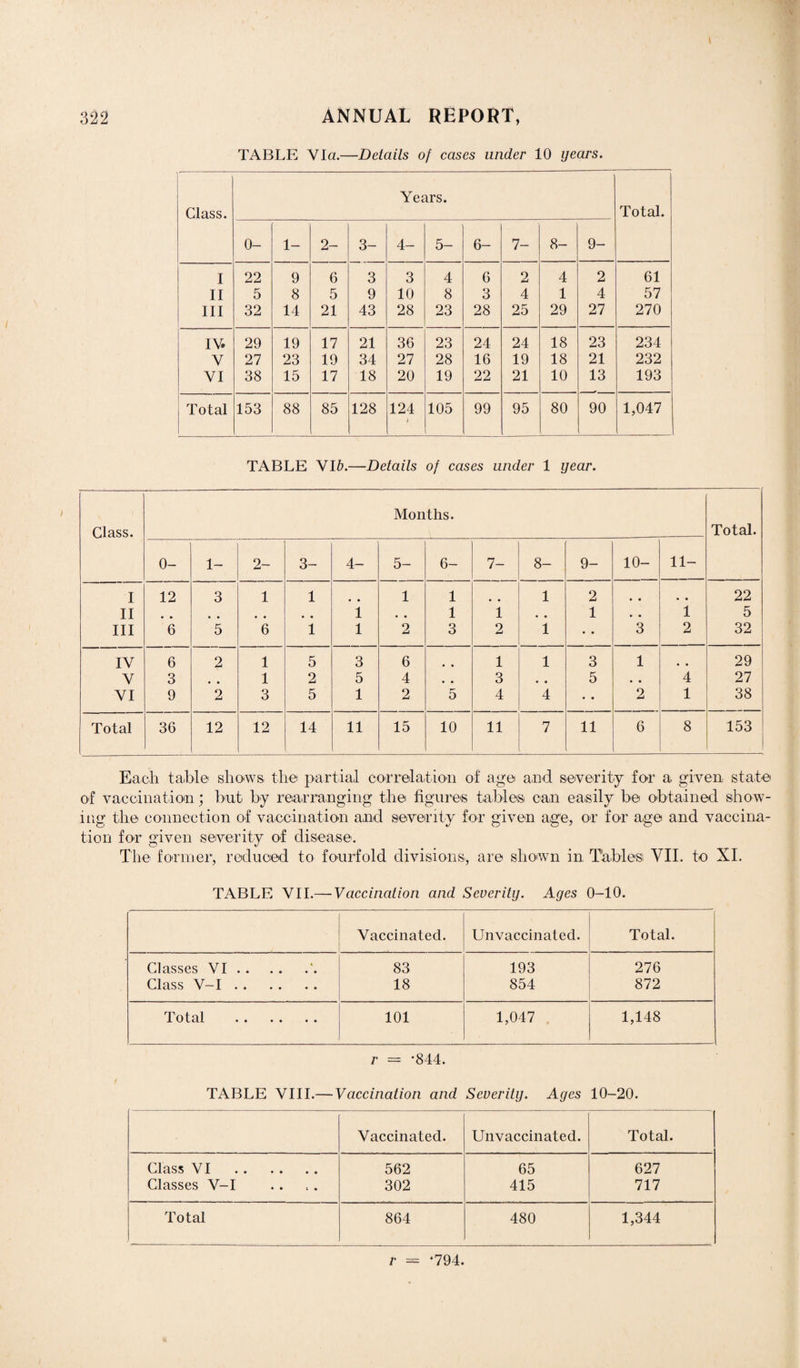 322 ANNUAL REPORT,
TABLE VIa.—Details of cases under 10 years.
Class. Years. Total.
0– 1– 2– 3– 4– 5– 6– 7– 8– 9–
I 22 9 6 3 3 4 6 2 4 2 61
II 5 8 5 9 10 8 3 4 1 4 57
III 32 14 21 43 28 23 28 25 29 27 270
IV. 29 19 17 21 36 23 24 24 18 23 234
V 27 23 19 34 27 28 16 19 18 21 232
VI 38 15 17 18 20 19 22 21 10 13 193
Total 153 88 85 128 124 105 99 95 80 90 1,047
TABLE VIb.—Details of cases under 1 year.
Class. Months. Total.
0– 1– 2– 3– 4– 5– 6– 7– 8– 9– 10– 11–
I 12 3 1 1 .. 1 1 .. 1 2 .. .. 22
II .. .. .. .. 1 .. 1 1 .. 1 .. 1 5
III 6 5 6 1 1 2 3 2 1 .. 3 2 32
IV 6 2 1 5 3 6 .. 1 1 3 1 .. 29
V 3 .. 1 2 5 4 .. 3 .. 5 .. 4 27
VI 9 2 3 5 1 2 5 4 4 .. 2 1 38
Total 36 12 12 14 11 15 10 11 7 11 6 8 153
Each table shows the partial correlation of age and severity for a given state
of vaccination ; but by rearranging the figures tables can easily be obtained show-
ing the connection of vaccination and severity for given age, or for age and vaccina-
tion for given severity of disease.
The former, reduced to fourfold divisions, are shown in Tables VII. to XI.
TABLE VII.—Vaccination and Severity. Ages 0–10.
Vaccinated. Unvaccinated. Total.
Classes VI .. .. .. 83 193 276
Class V–I .. .. .. 18 854 872
Total .. .. .. 101 1,047 1,148
r = ·844.
TABLE VIII.—Vaccination and Severity. Ages 10–20.
Vaccinated. Unvaccinated. Total.
Class VI .. .. .. 562 65 627
Classes V–I .. .. 302 415 717
Total 864 480 1,344
r = ·794.